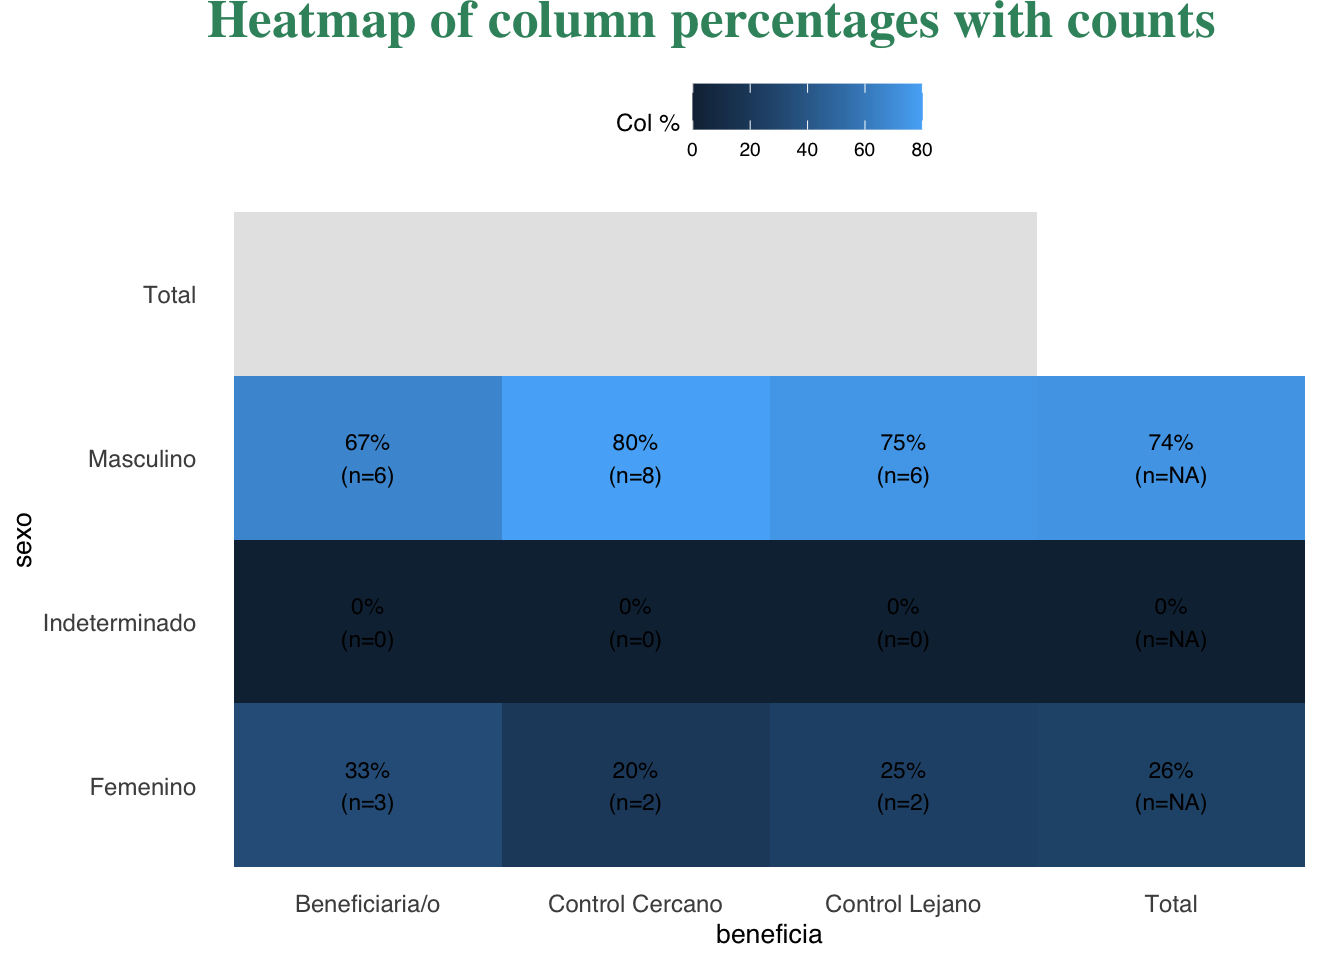 Heatmap of column percentages with counts
Col %
0 20 40 60 80
Total
Masculino
67% 80% 75% 74%
(n=6) (n=8) (n=6) (n=NA)
sexo
Indeterminado
0% 0% 0% 0%
(n=0) (n=0) (n=0) (n=NA)
Femenino
33% 20% 25% 26%
(n=3) (n=2) (n=2) (n=NA)
Beneficiaria/o Control Cercano Control Lejano Total
beneficia